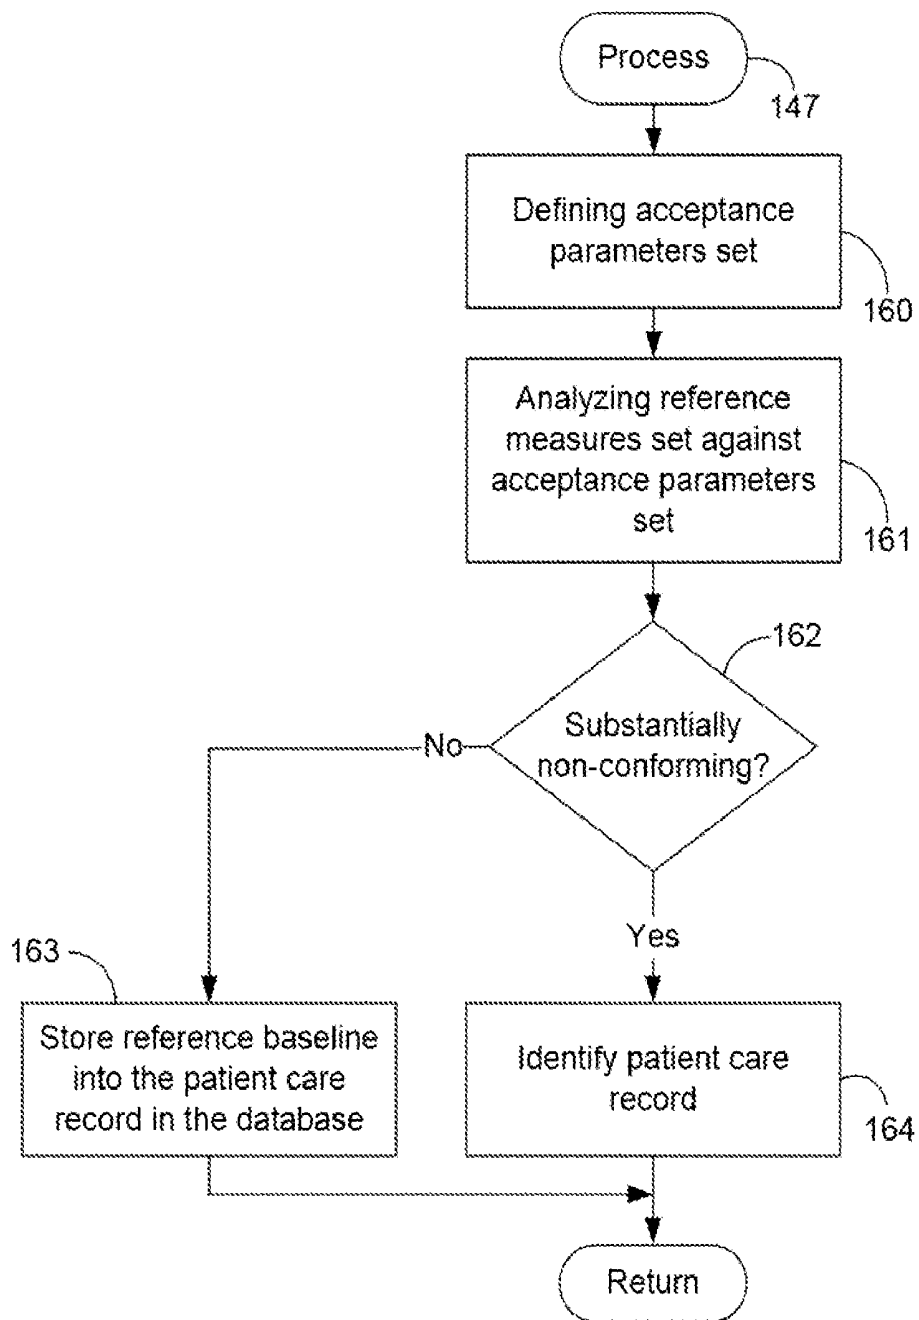 Process
147
Defining acceptance
parameters set
160
Analyzing reference
measures set against
acceptance parameters
set
161
162
Substantially
non-conforming?
No
Yes
163
Store reference baseline
into the patient care
record in the database
Identify patient care
record
164
Return